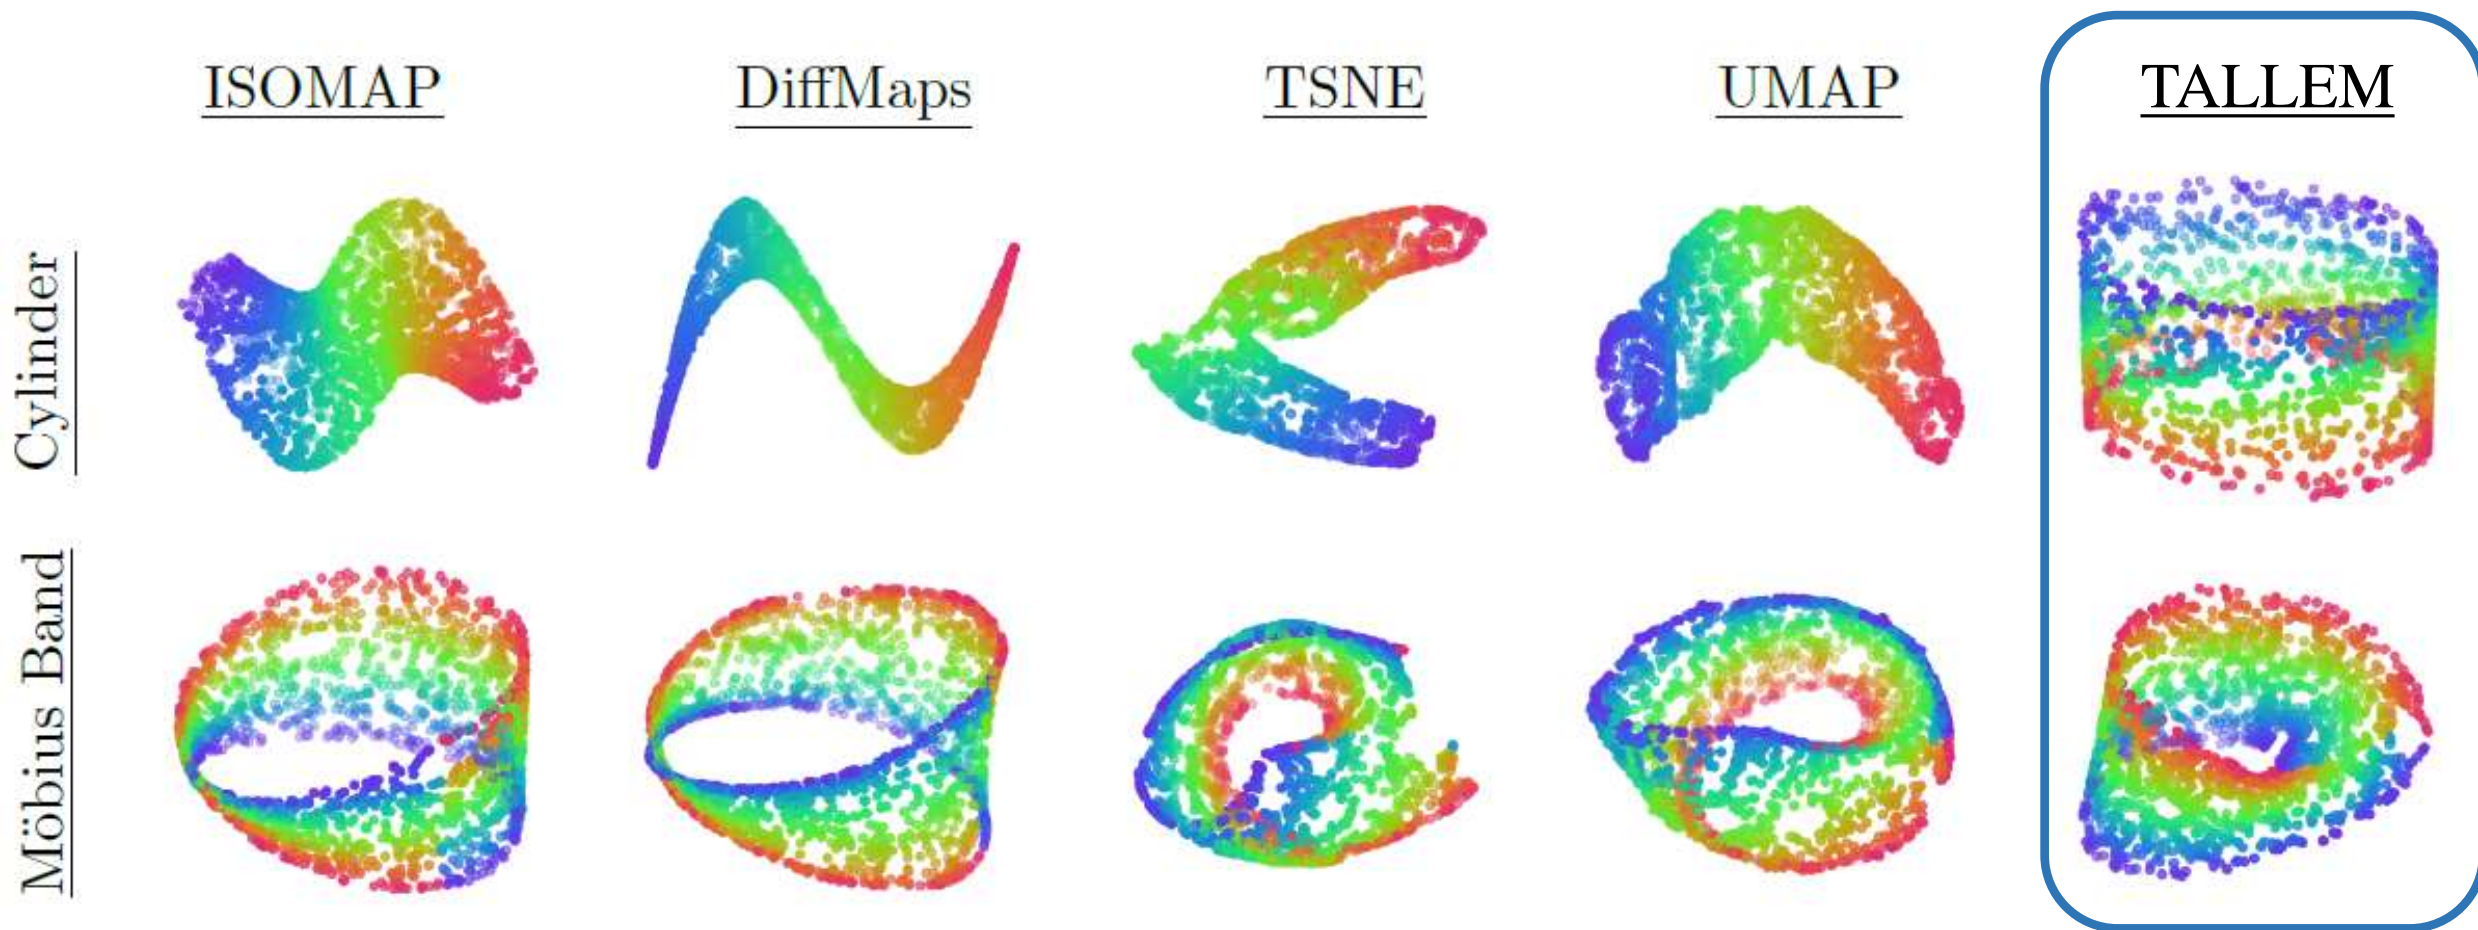 ISOMAP
DiffMaps
TSNE
UMAP
TALLEM
Cylinder
Möbius Band